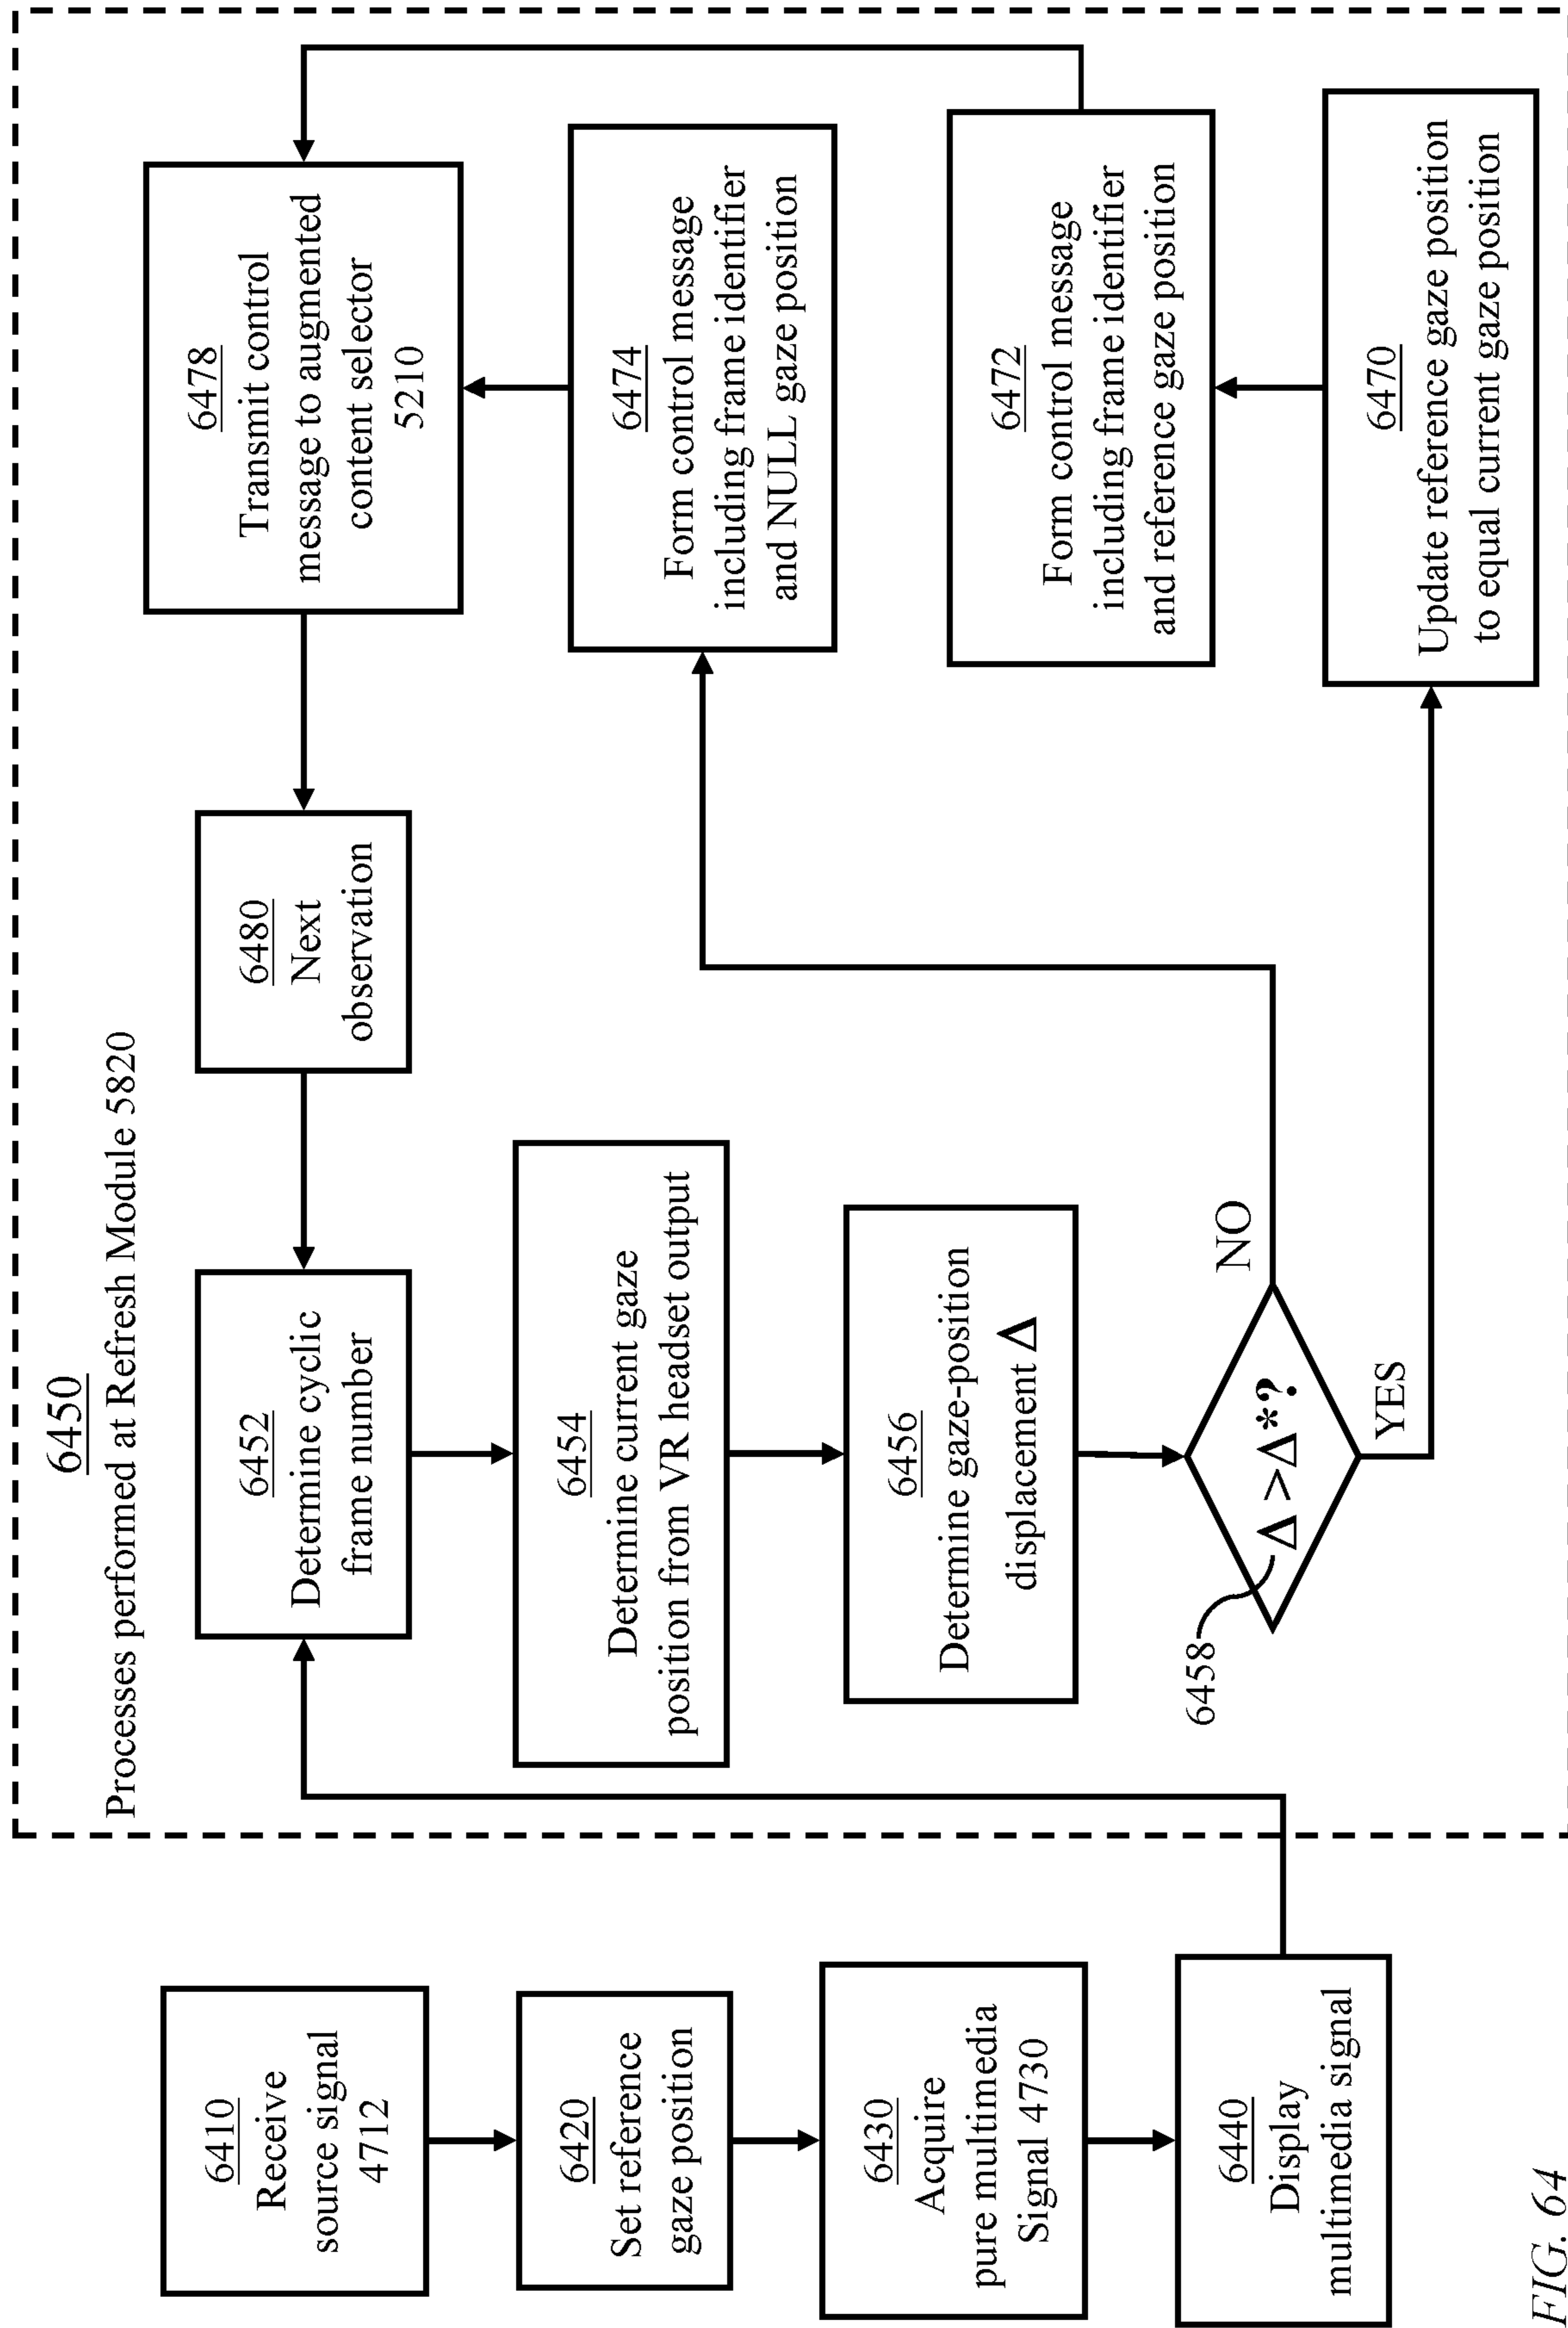 6450
Processes performed at Refresh Module 5820
6410
Receive
source signal
4712
6420
Set reference
gaze position
6430
Acquire
pure multimedia
Signal 4730
6440
Display
multimedia signal
6452
Determine cyclic
frame number
6454
Determine current gaze
position from VR headset output
6456
Determine gaze-position
displacement Δ
6458
Δ >Δ*?
NO
YES
6480
Next
observation
6478
Transmit control
message to augmented
content selector
5210
6474
Form control message
including frame identifier
and NULL gaze position
6472
Form control message
including frame identifier
and reference gaze position
6470
Update reference gaze position
to equal current gaze position
FIG. 64